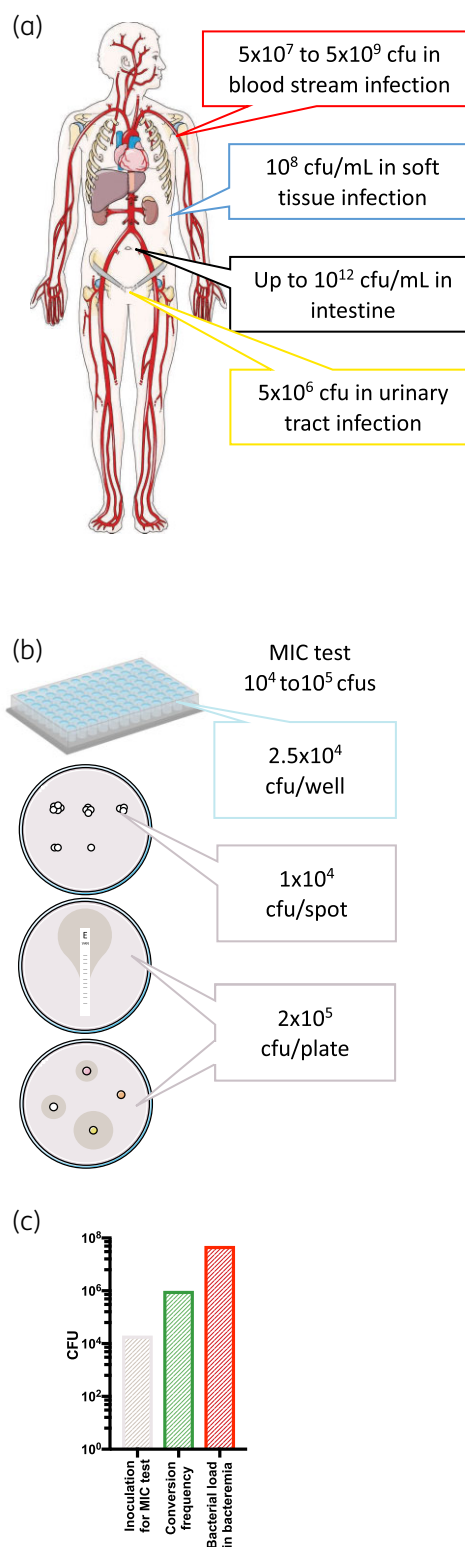 (a)
5x10⁷ to 5x10⁹ cfu in
blood stream infection
10⁸ cfu/mL in soft
tissue infection
Up to 10¹² cfu/mL in
intestine
5x10⁶ cfu in urinary
tract infection
(b)
MIC test
10⁴ to10⁵ cfus
2.5x10⁴
cfu/well
1x10⁴
cfu/spot
E
2x10⁵
cfu/plate
(c)
10⁸
10⁶
10⁴
10²
10⁰
CFU
Inoculation
for MIC test
Conversion
frequency
Bacterial load
in bacteremia